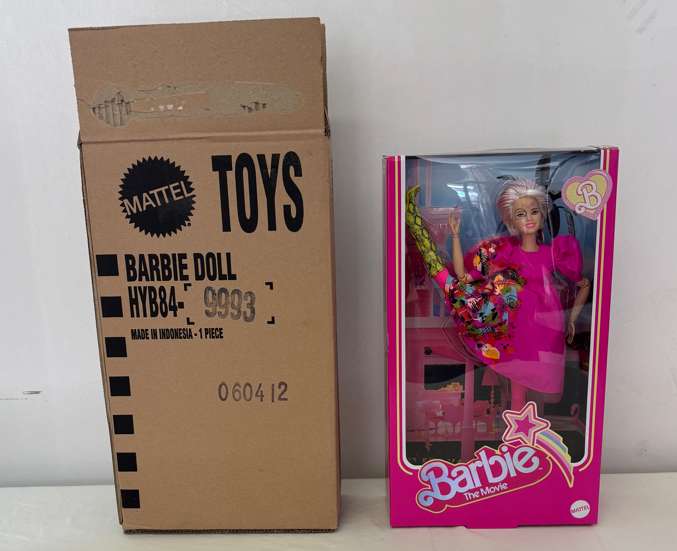 MATTEL
TOYS
BARBIE DOLL
HYB84- 9993
MADE IN INDONESIA - 1 PIECE
060412
B
Barbie
The Movie
MATTEL